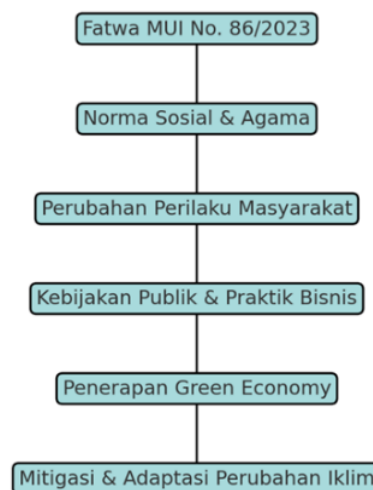 Fatwa MUI No. 86/2023
Norma Sosial & Agama
Perubahan Perilaku Masyarakat
Kebijakan Publik & Praktik Bisnis
Penerapan Green Economy
Mitigasi & Adaptasi Perubahan Iklim